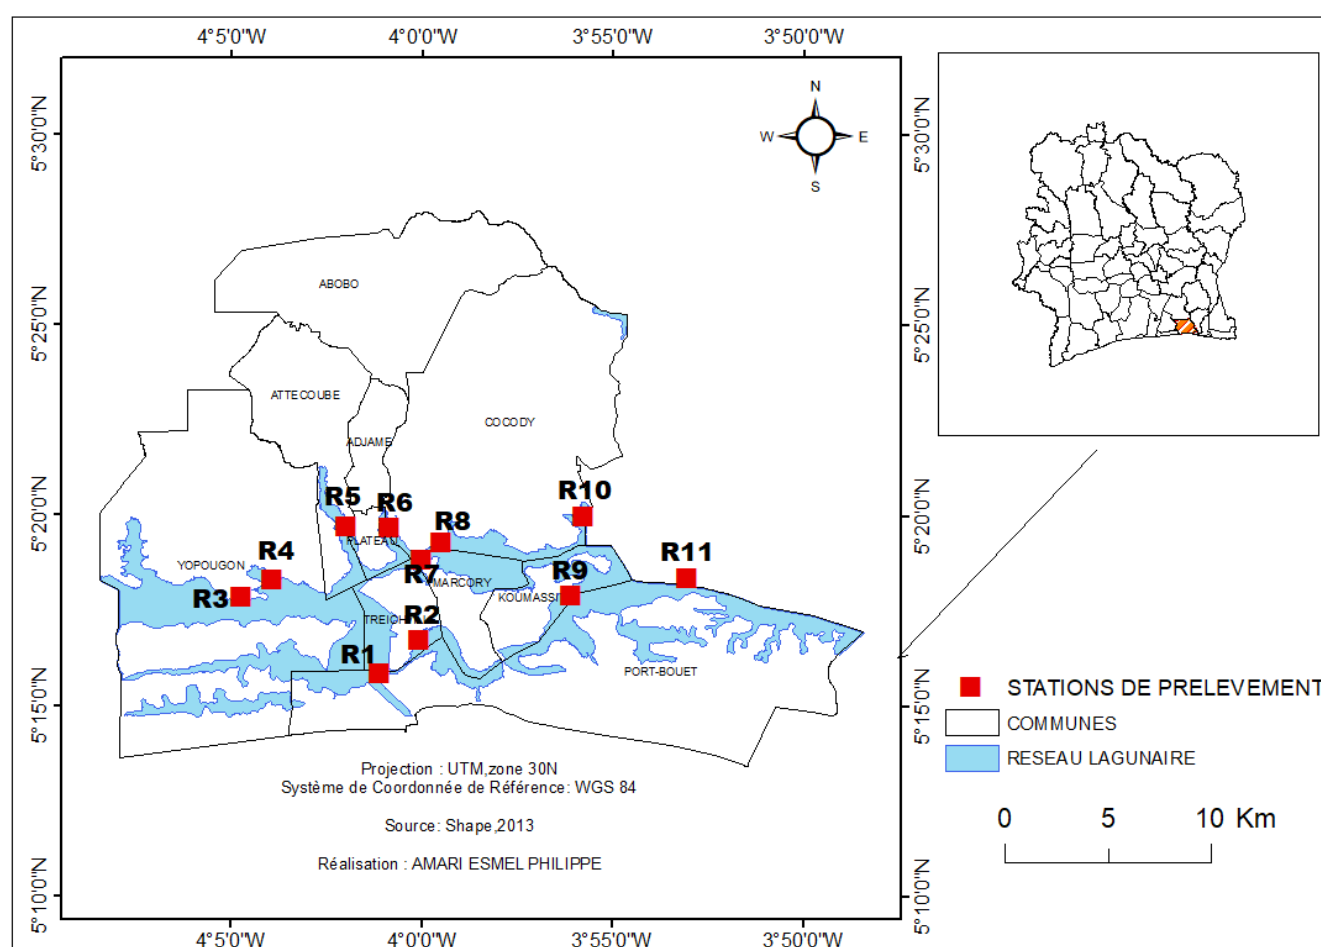 4°5'0"W 4°0'0"W 3°55'0"W 3°50'0"W
N
W E
S
5°30'0"N 5°30'0"N
ABOBO
5°25'0"N 5°25'0"N
ATTECOUBE
COCODY
ADJAME
R10
R5 R6
5°20'0"N 5°20'0"N
R8
PLATEAU
R4 R11
YOPOUGON
R7 MARCORY R9
R3 KOUMASSI
R2
R1
PORT-BOUET
STATIONS DE PRELEVEMENT
5°15'0"N 5°15'0"N
COMMUNES
RESEAU LAGUNAIRE
Projection : UTM,zone 30N
Système de Coordonnée de Référence: WGS 84
Source: Shape,2013
0 5 10 Km
Réalisation : AMARI ESMEL PHILIPPE
5°10'0"N 5°10'0"N
4°5'0"W 4°0'0"W 3°55'0"W 3°50'0"W